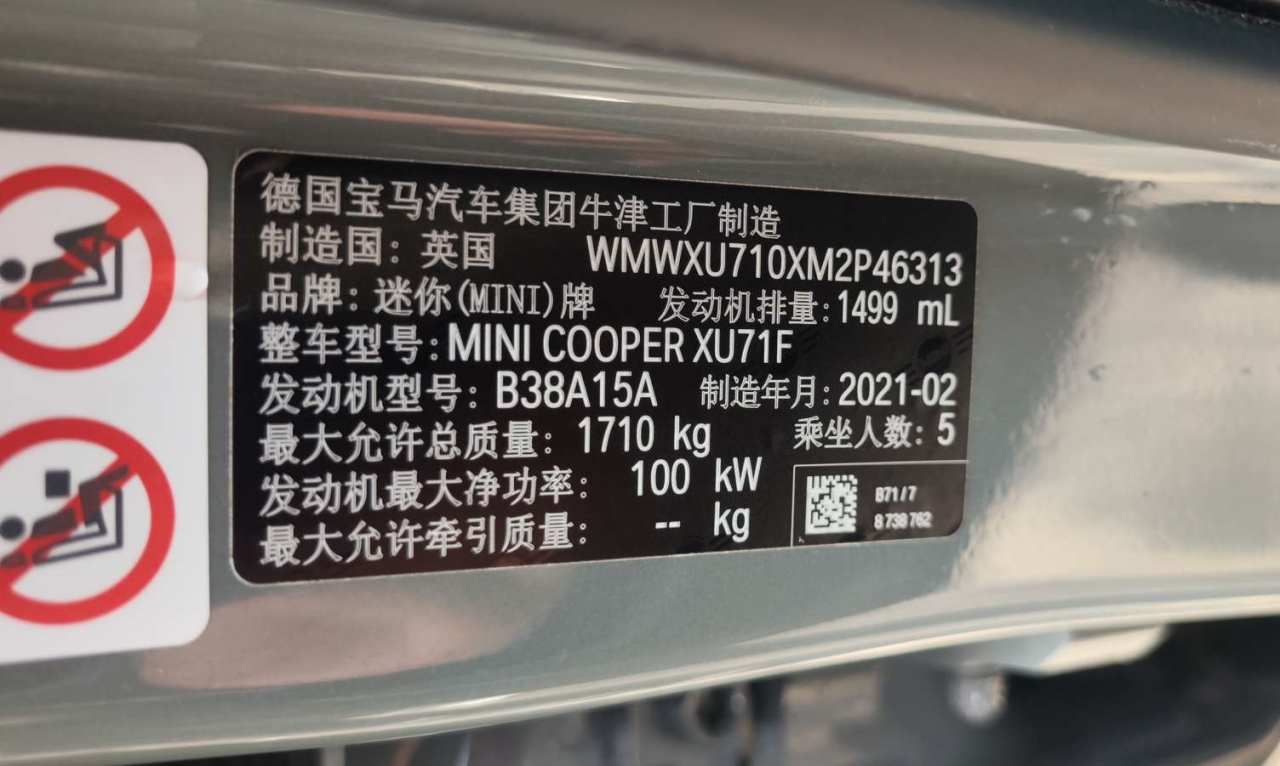 德国宝马汽车集团牛津工厂制造
制造国：英国 WMWXU710XM2P46313
品牌：迷你(MINI)牌 发动机排量：1499 mL
整车型号：MINI COOPER XU71F
发动机型号：B38A15A 制造年月：2021-02
最大允许总质量：1710 kg 乘坐人数：5
发动机最大净功率：100 kW
最大允许牵引质量：-- kg
B71/7
8 738 762